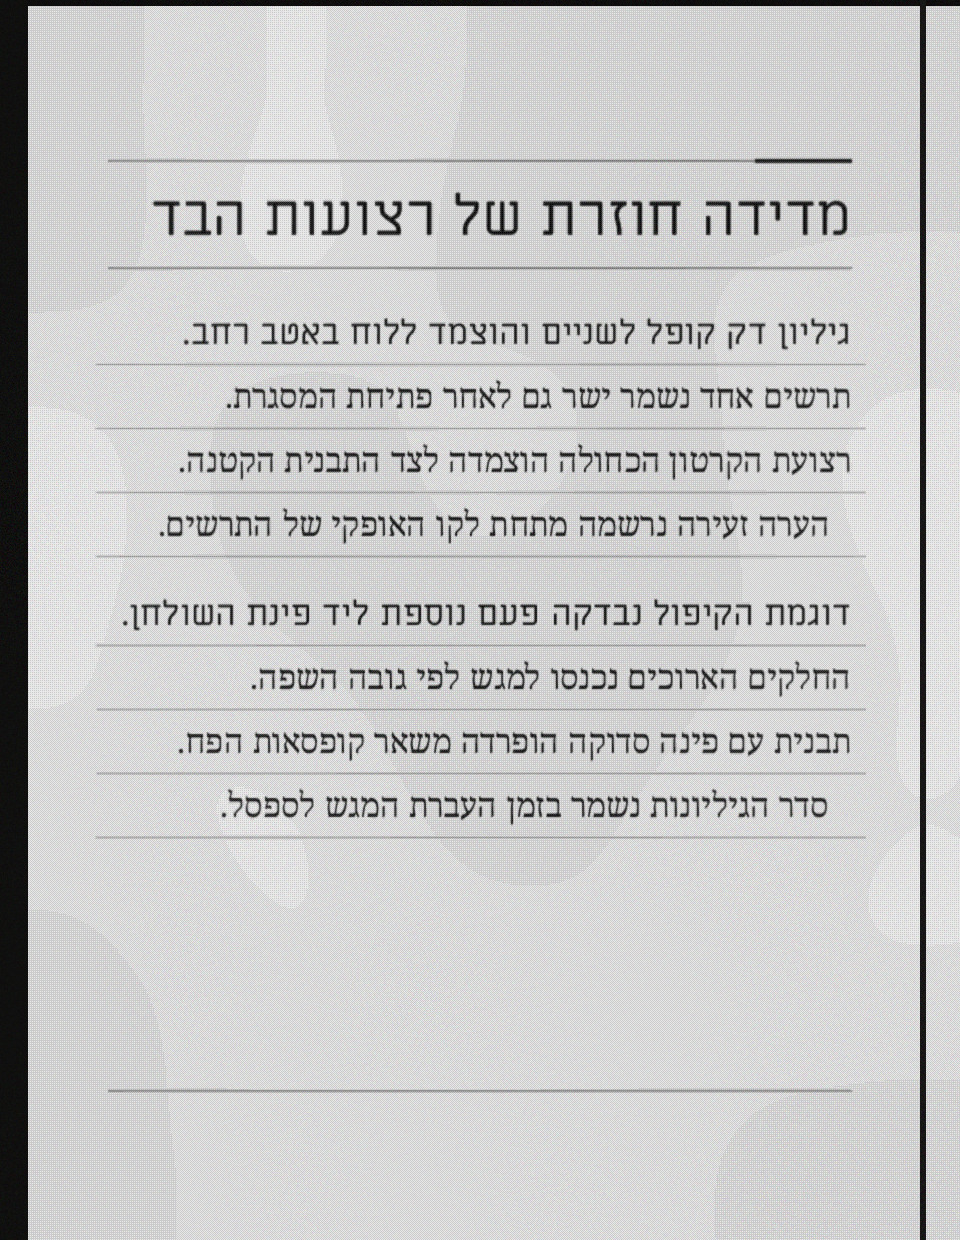 מדידה חוזרת של רצועות הבד
גיליון דק קופל לשניים והוצמד ללוח באטב רחב.
תרשים אחד נשמר ישר גם לאחר פתיחת המסגרת.
רצועת הקרטון הכחולה הוצמדה לצד התבנית הקטנה.
הערה זעירה נרשמה מתחת לקו האופקי של התרשים.
דוגמת הקיפול נבדקה פעם נוספת ליד פינת השולחן.
החלקים הארוכים נכנסו למגש לפי גובה השפה.
תבנית עם פינה סדוקה הופרדה משאר קופסאות הפח.
סדר הגיליונות נשמר בזמן העברת המגש לספסל.